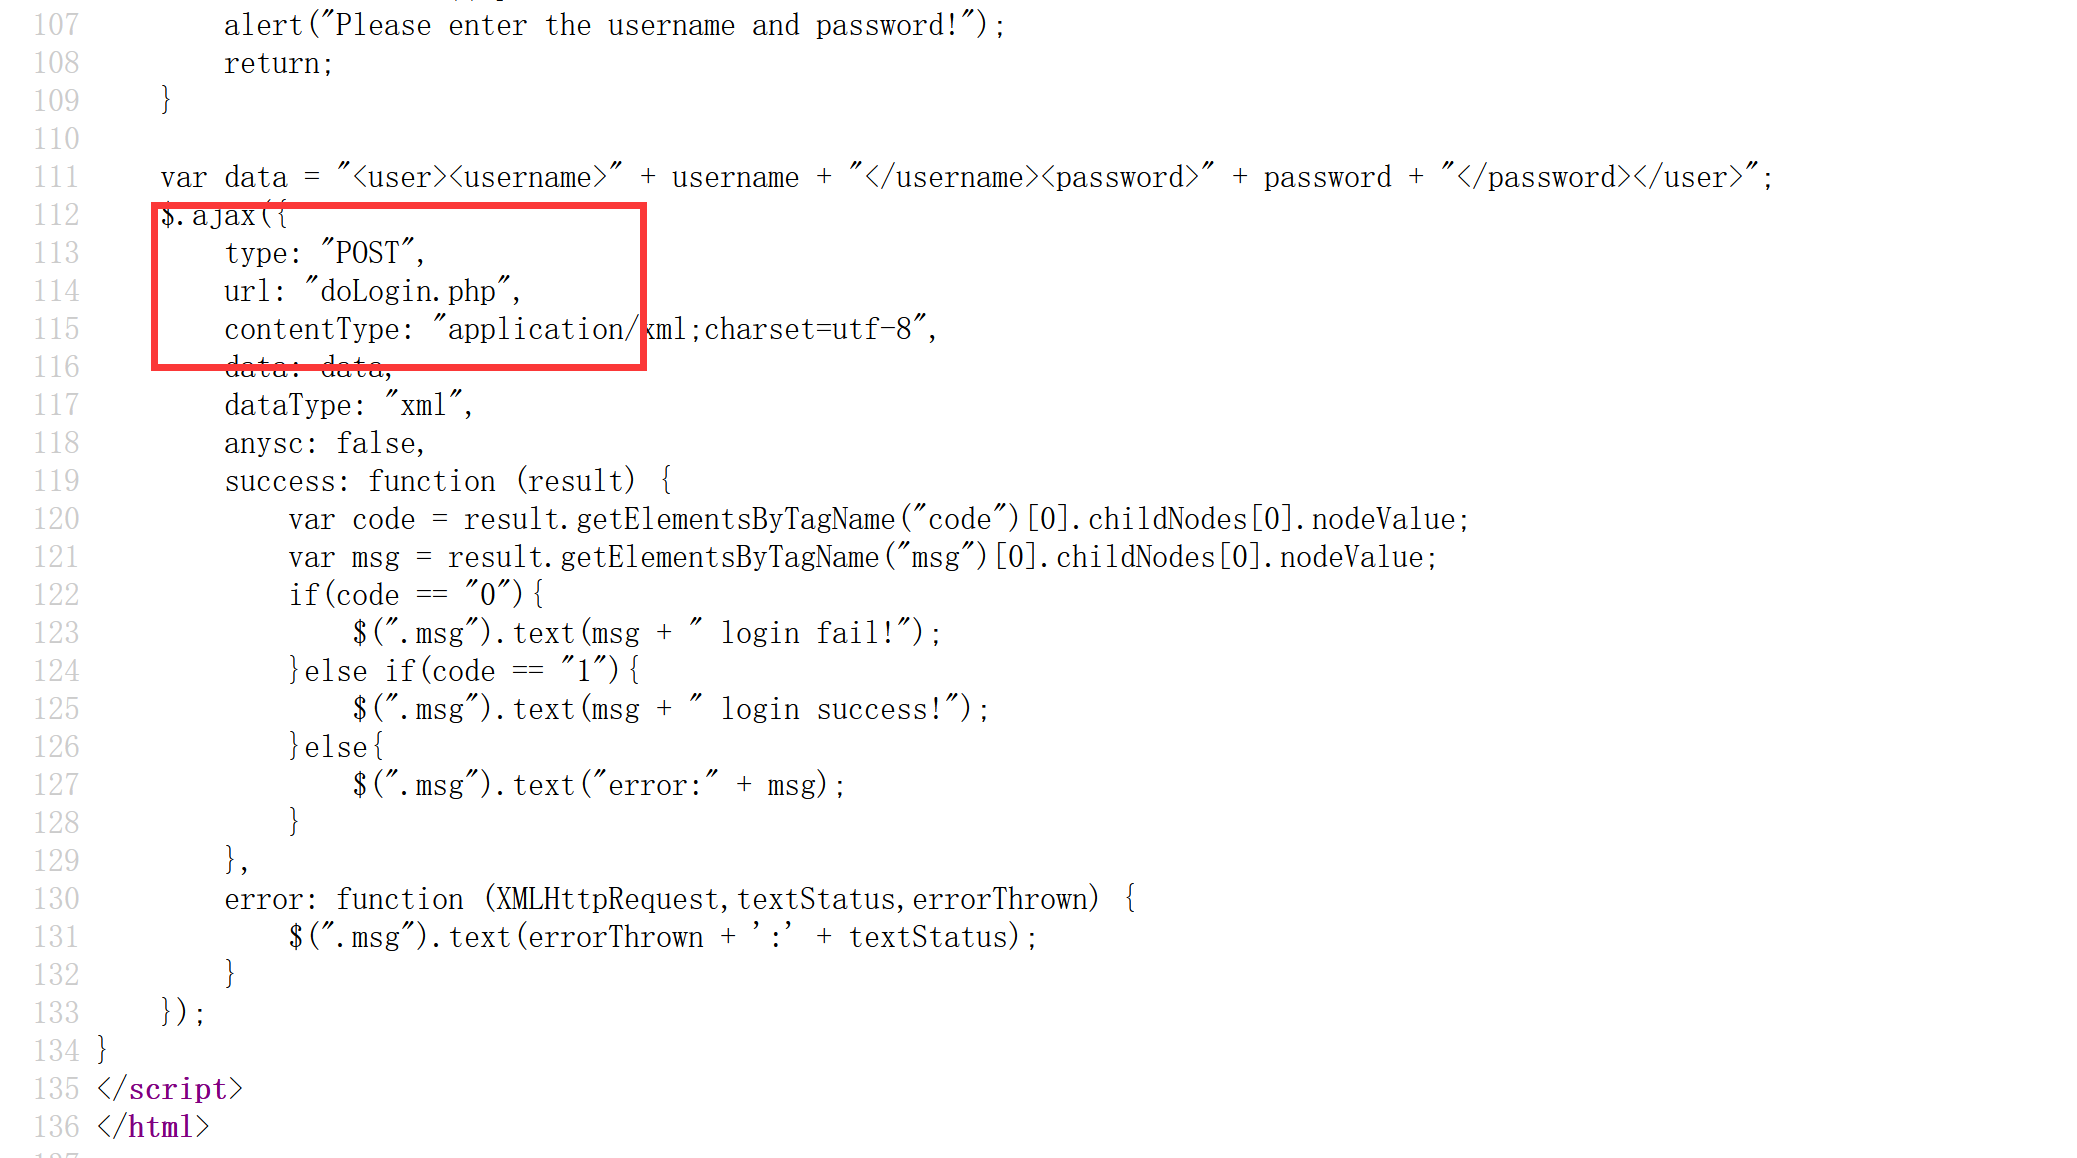 107         alert("Please enter the username and password!");
108         return;
109     }
110
111     var data = "<user><username>" + username + "</username><password>" + password + "</password></user>";
112     $.ajax({
113         type: "POST",
114         url: "doLogin.php",
115         contentType: "application/xml;charset=utf-8",
116         data: data,
117         dataType: "xml",
118         anysc: false,
119         success: function (result) {
120             var code = result.getElementsByTagName("code")[0].childNodes[0].nodeValue;
121             var msg = result.getElementsByTagName("msg")[0].childNodes[0].nodeValue;
122             if(code == "0"){
123                 $(".msg").text(msg + " login fail!");
124             }else if(code == "1"){
125                 $(".msg").text(msg + " login success!");
126             }else{
127                 $(".msg").text("error:" + msg);
128             }
129         },
130         error: function (XMLHttpRequest,textStatus,errorThrown) {
131             $(".msg").text(errorThrown + ':' + textStatus);
132         }
133     });
134 }
135 </script>
136 </html>
137